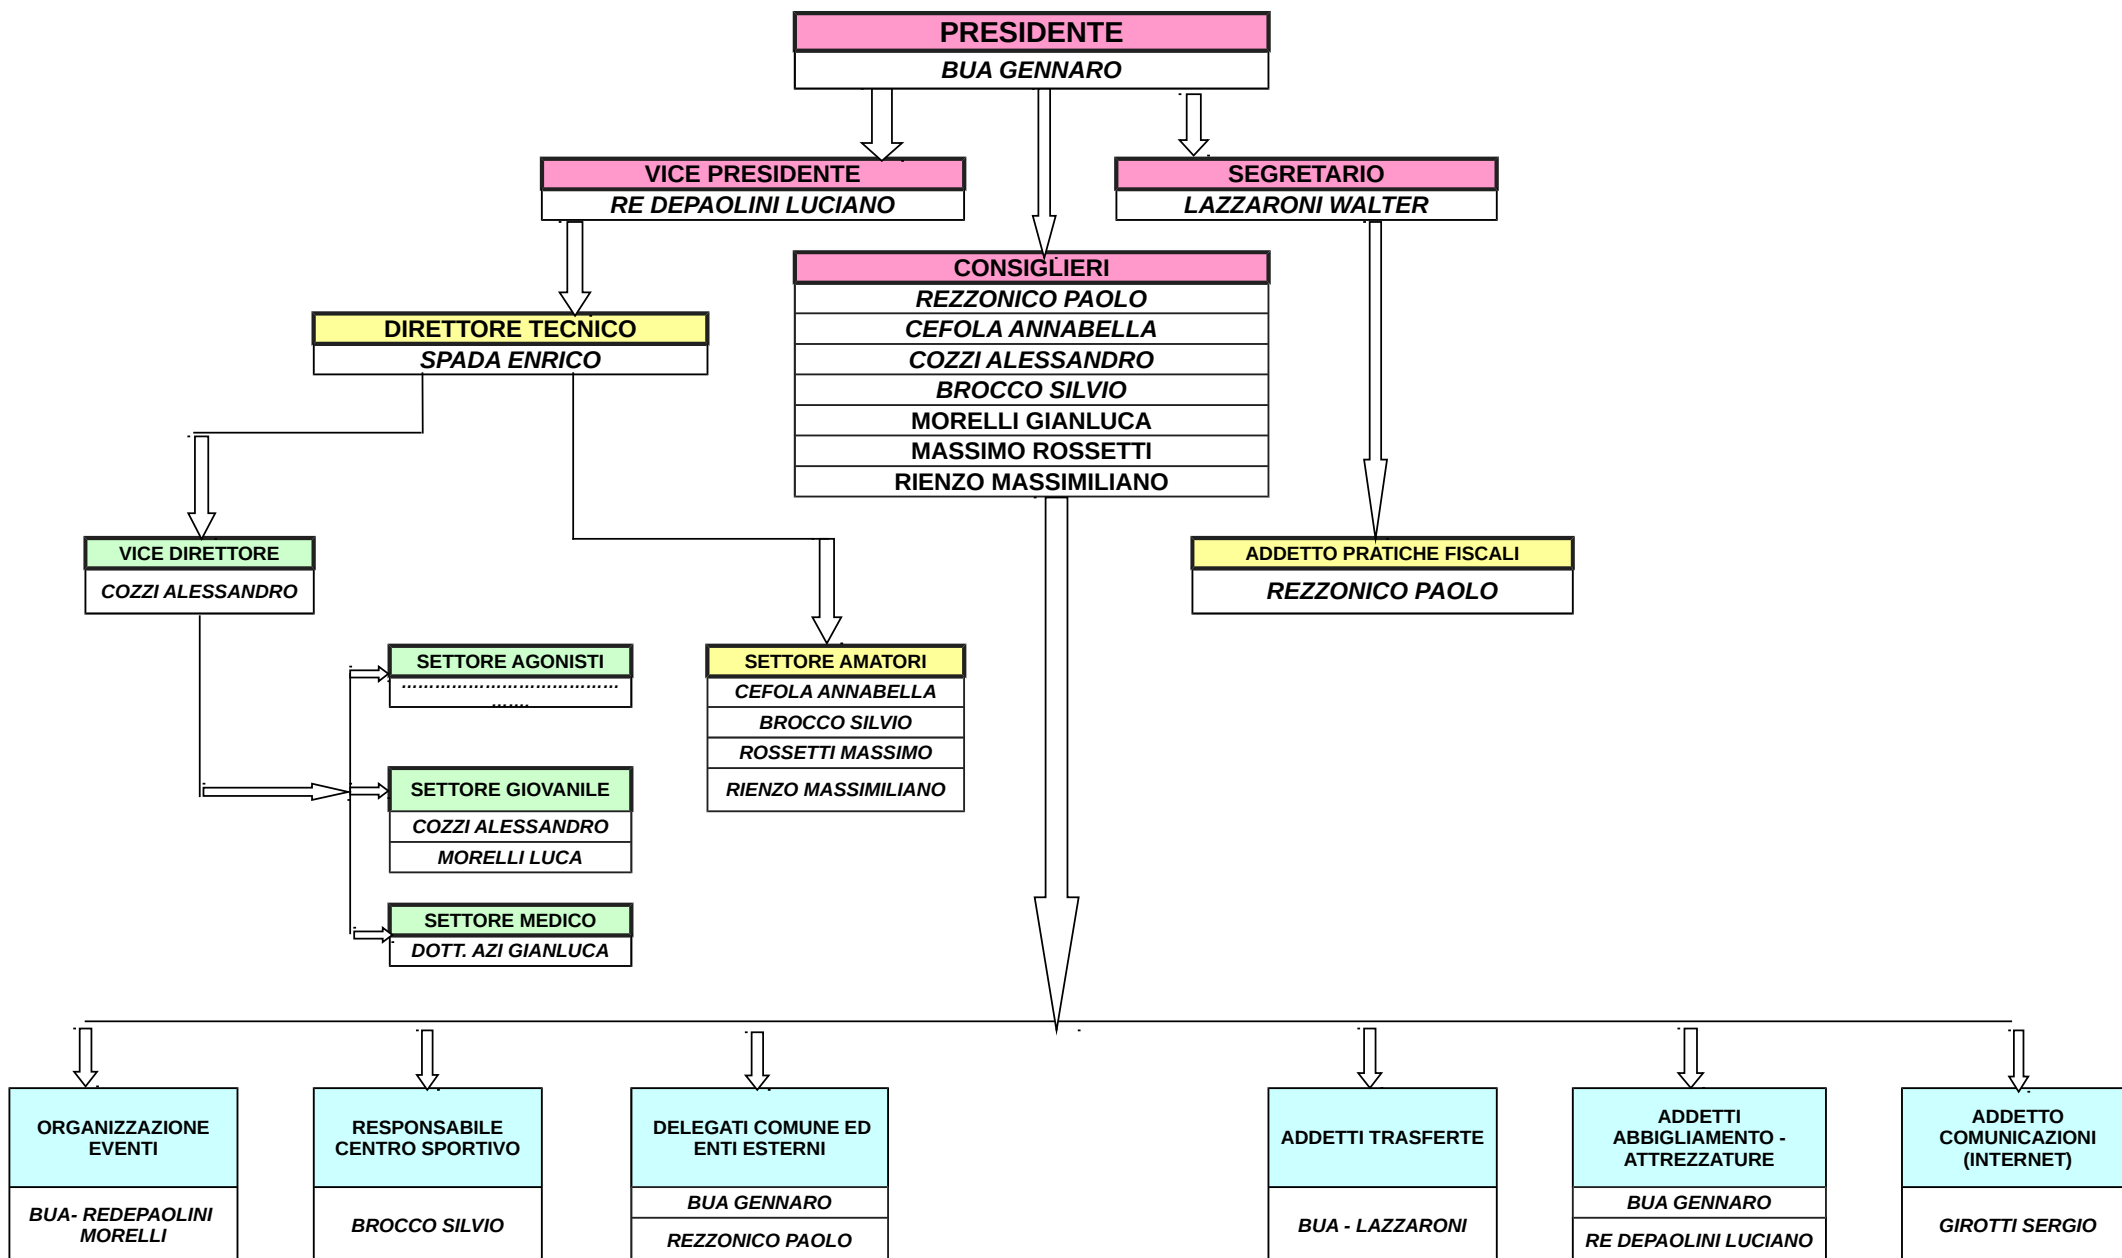 PRESIDENTE
BUA GENNARO
VICE PRESIDENTE
RE DEPAOLINI LUCIANO
SEGRETARIO
LAZZARONI WALTER
CONSIGLIERI
REZZONICO PAOLO
CEFOLA ANNABELLA
COZZI ALESSANDRO
BROCCO SILVIO
MORELLI GIANLUCA
MASSIMO ROSSETTI
RIENZO MASSIMILIANO
DIRETTORE TECNICO
SPADA ENRICO
VICE DIRETTORE
COZZI ALESSANDRO
ADDETTO PRATICHE FISCALI
REZZONICO PAOLO
SETTORE AGONISTI
…………………………………
…….
SETTORE AMATORI
CEFOLA ANNABELLA
BROCCO SILVIO
ROSSETTI MASSIMO
RIENZO MASSIMILIANO
SETTORE GIOVANILE
COZZI ALESSANDRO
MORELLI LUCA
SETTORE MEDICO
DOTT. AZI GIANLUCA
ORGANIZZAZIONE
EVENTI
BUA- REDEPAOLINI
MORELLI
RESPONSABILE
CENTRO SPORTIVO
BROCCO SILVIO
DELEGATI COMUNE ED
ENTI ESTERNI
BUA GENNARO
REZZONICO PAOLO
ADDETTI TRASFERTE
BUA - LAZZARONI
ADDETTI
ABBIGLIAMENTO -
ATTREZZATURE
BUA GENNARO
RE DEPAOLINI LUCIANO
ADDETTO
COMUNICAZIONI
(INTERNET)
GIROTTI SERGIO